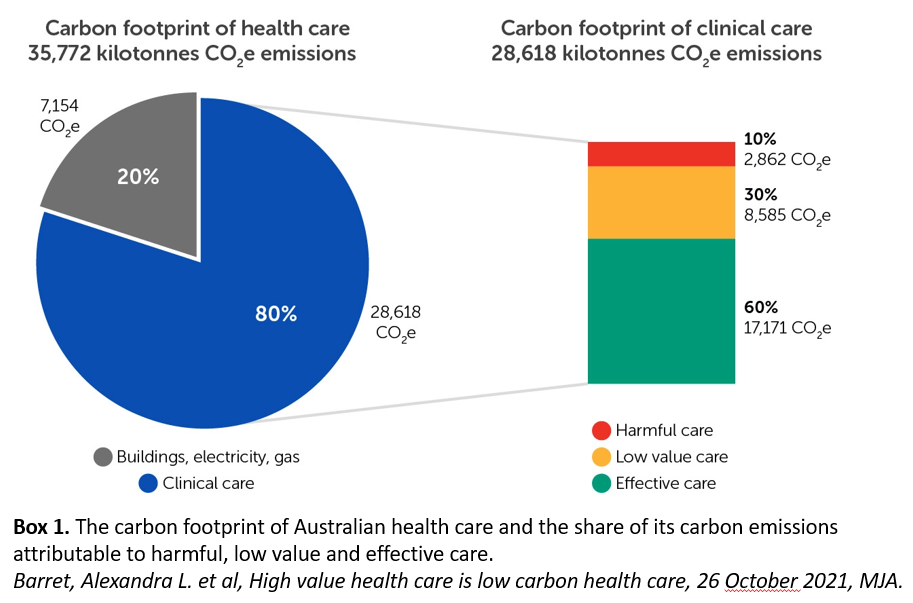 Carbon footprint of health care
35,772 kilotonnes CO₂e emissions
7,154
CO₂e
20%
80%
28,618
CO₂e
Buildings, electricity, gas
Clinical care
Carbon footprint of clinical care
28,618 kilotonnes CO₂e emissions
10%
2,862 CO₂e
30%
8,585 CO₂e
60%
17,171 CO₂e
Harmful care
Low value care
Effective care
Box 1. The carbon footprint of Australian health care and the share of its carbon emissions
attributable to harmful, low value and effective care.
Barret, Alexandra L. et al, High value health care is low carbon health care, 26 October 2021, MJA.